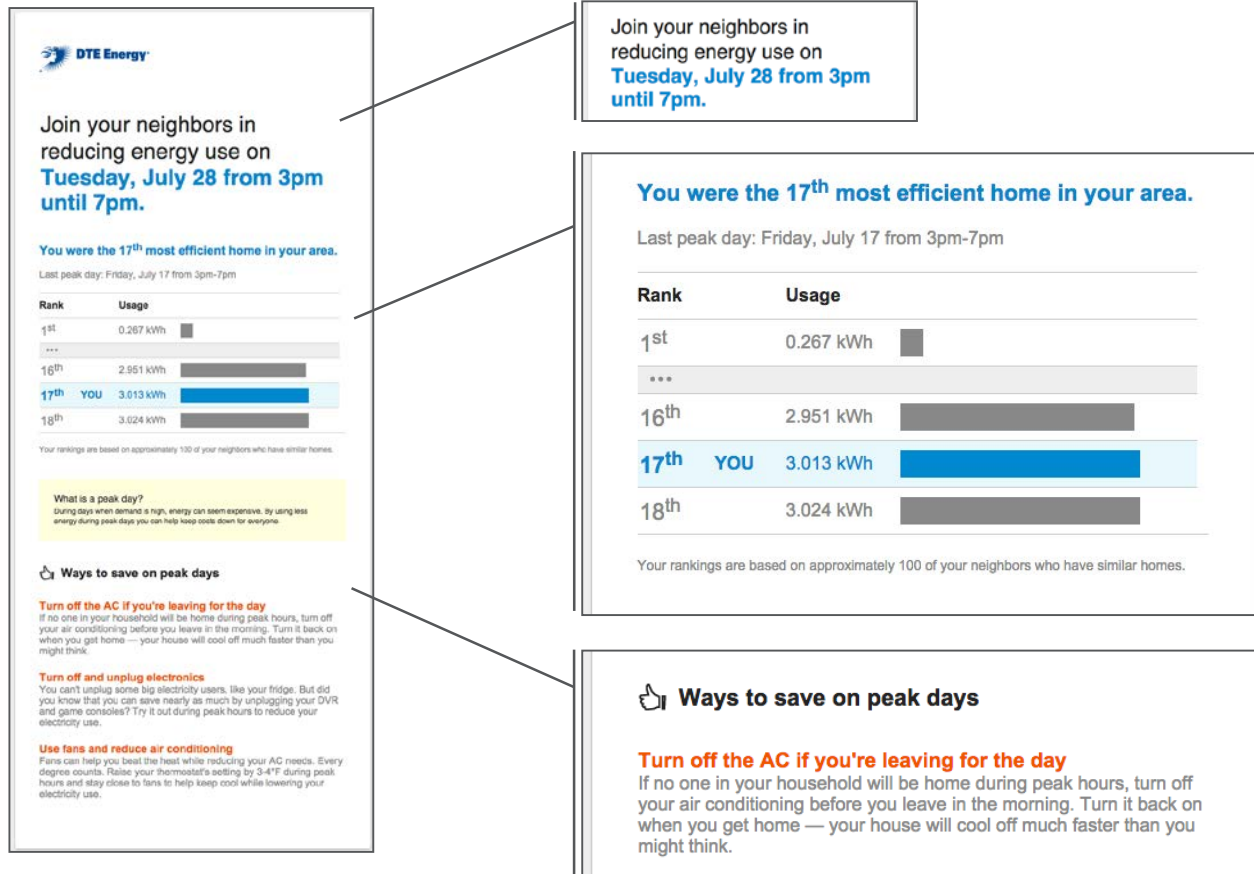 DTE Energy
Join your neighbors in
reducing energy use on
Tuesday, July 28 from 3pm
until 7pm.
You were the 17th most efficient home in your area.
Last peak day: Friday, July 17 from 3pm-7pm
Rank Usage
1st 0.267 kWh
...
16th 2.951 kWh
17th YOU 3.013 kWh
18th 3.024 kWh
Your rankings are based on approximately 100 of your neighbors who have similar homes.
What is a peak day?
During days when demand is high, energy can seem expensive. By using less
energy during peak days you can help keep costs down for everyone.
Ways to save on peak days
Turn off the AC if you're leaving for the day
If no one in your household will be home during peak hours, turn off
your air conditioning before you leave in the morning. Turn it back on
when you get home — your house will cool off much faster than you
might think.
Turn off and unplug electronics
You can't unplug some big electricity users, like your fridge. But did
you know that you can save nearly as much by unplugging your DVR
and game consoles? Try it out during peak hours to reduce your
electricity use.
Use fans and reduce air conditioning
Fans can help you beat the heat while reducing your AC needs. Every
degree counts. Raise your thermostat's setting by 3-4°F during peak
hours and stay close to fans to help keep cool while lowering your
electricity use.
Join your neighbors in
reducing energy use on
Tuesday, July 28 from 3pm
until 7pm.
You were the 17th most efficient home in your area.
Last peak day: Friday, July 17 from 3pm-7pm
Rank Usage
1st 0.267 kWh
...
16th 2.951 kWh
17th YOU 3.013 kWh
18th 3.024 kWh
Your rankings are based on approximately 100 of your neighbors who have similar homes.
Ways to save on peak days
Turn off the AC if you're leaving for the day
If no one in your household will be home during peak hours, turn off
your air conditioning before you leave in the morning. Turn it back on
when you get home — your house will cool off much faster than you
might think.